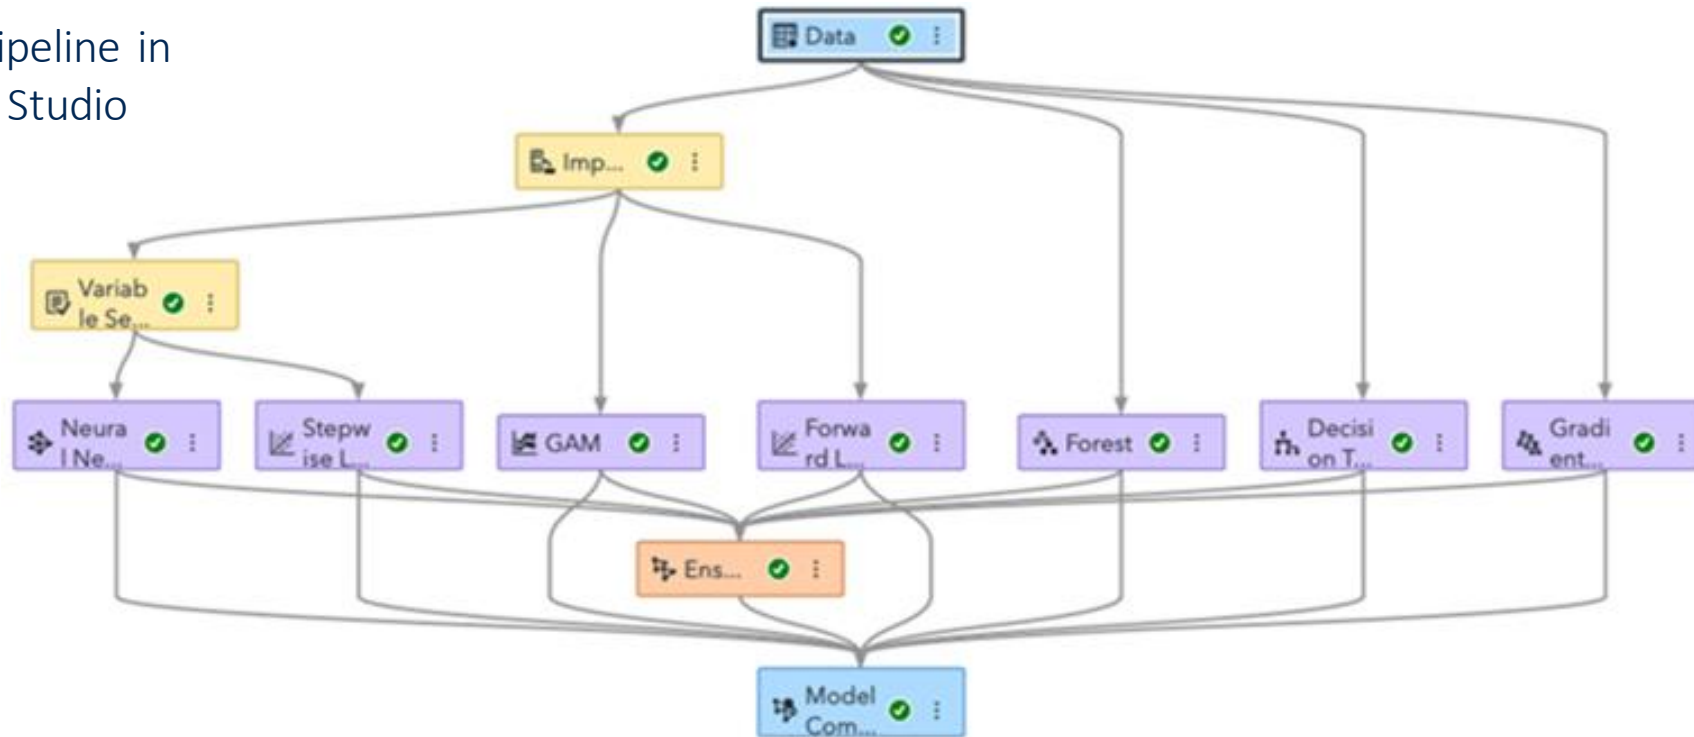 ipeline in
Studio
Data
Imp...
Variab
le Se...
Neura
l Ne...
Stepw
ise L...
GAM
Forwa
rd L...
Forest
Decisi
on T...
Gradi
ent...
Ens...
Model
Com...